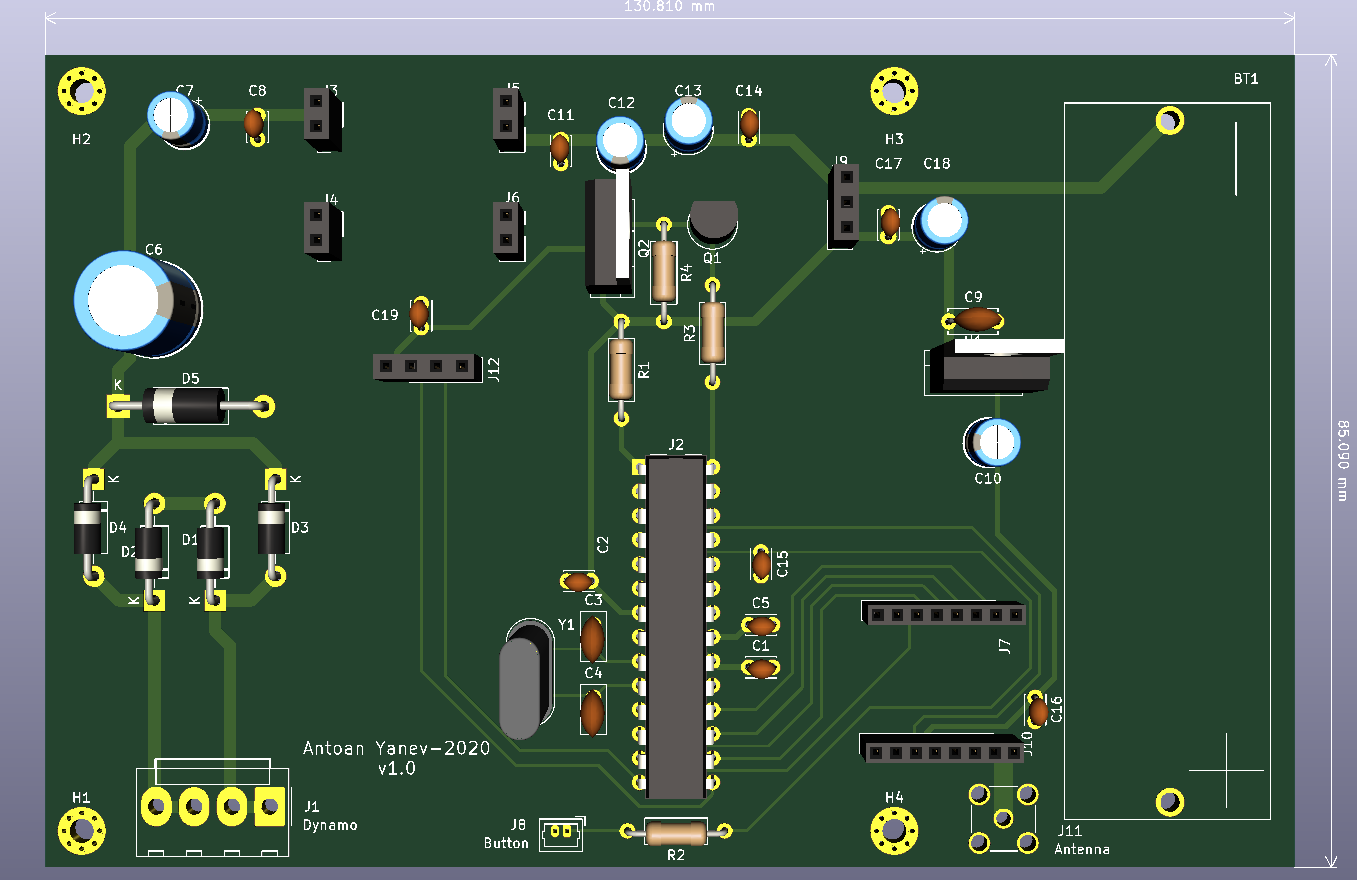 130.810 mm
BT1
C7
+
C8
J3
J5
C12
C13
C14
C11
+
H2
H3
J9
C17
C18
J4
J6
Q2
Q1
R4
+
C6
C9
C19
R3
R1
J12
K
D5
J2
85.090 mm
C10
K
K
D4
D2
D1
D3
C2
C15
K
K
C3
C5
Y1
C1
J7
C4
C16
Antoan Yanev-2020
v1.0
J10
H1
H4
J1
Dynamo
J8
Button
J11
Antenna
R2